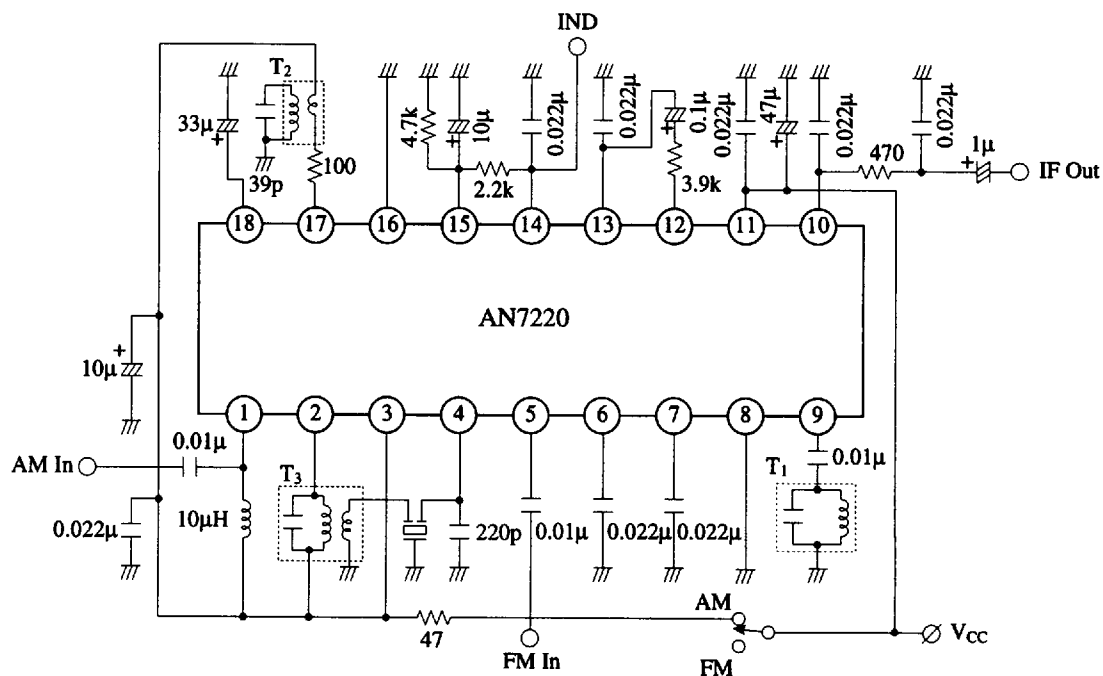 IND
T₂
33μ
39p
100
4.7k
10μ
2.2k
0.022μ
0.022μ
0.1μ
3.9k
0.022μ
47μ
0.022μ
470
0.022μ
1μ
IF Out
18
17
16
15
14
13
12
11
10
AN7220
10μ
1
2
3
4
5
6
7
8
9
AM In
0.01μ
0.022μ
10μH
T₃
220p
0.01μ
0.022μ
0.022μ
T₁
0.01μ
47
FM In
AM
FM
V_CC